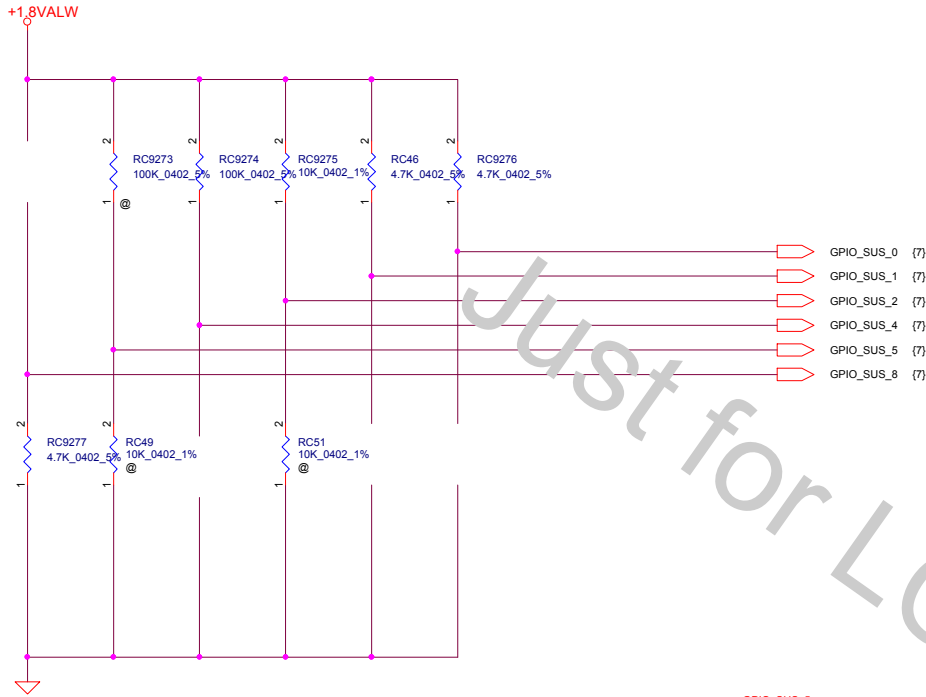 +1.8VALW
2
2
2
2
2
RC9273
100K_0402_5%
RC9274
100K_0402_5%
RC9275
10K_0402_1%
RC46
4.7K_0402_5%
RC9276
4.7K_0402_5%
1
@
1
1
1
1
GPIO_SUS_0 {7}
GPIO_SUS_1 {7}
GPIO_SUS_2 {7}
GPIO_SUS_4 {7}
GPIO_SUS_5 {7}
GPIO_SUS_8 {7}
Just for
2
2
2
RC9277
4.7K_0402_5%
RC49
10K_0402_1%
@
RC51
10K_0402_1%
@
1
1
1